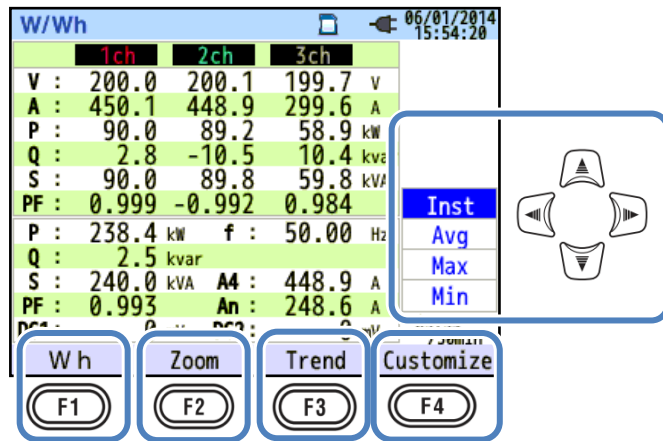 W/Wh 06/01/2014
15:54:20
1ch 2ch 3ch
V : 200.0 200.1 199.7 V
A : 450.1 448.9 299.6 A
P : 90.0 89.2 58.9 kW
Q : 2.8 -10.5 10.4 kva
S : 90.0 89.8 59.8 kVA
PF : 0.999 -0.992 0.984
Inst
Avg
Max
Min
P : 238.4 kW f : 50.00 Hz
Q : 2.5 kvar
S : 240.0 kVA A4 : 448.9 A
PF : 0.993 An : 248.6 A
Wh Zoom Trend Customize
F1 F2 F3 F4